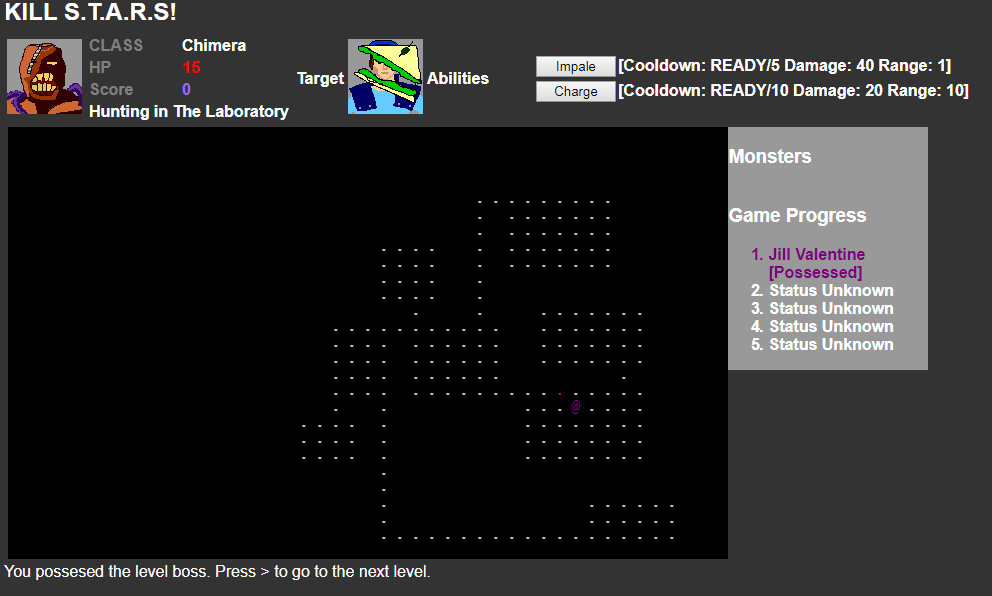 KILL S.T.A.R.S!
CLASS Chimera
HP 15
Score 0
Hunting in The Laboratory
Target
Abilities
Impale [Cooldown: READY/5 Damage: 40 Range: 1]
Charge [Cooldown: READY/10 Damage: 20 Range: 10]
Monsters
Game Progress
1. Jill Valentine
[Possessed]
2. Status Unknown
3. Status Unknown
4. Status Unknown
5. Status Unknown
@
You possesed the level boss. Press > to go to the next level.